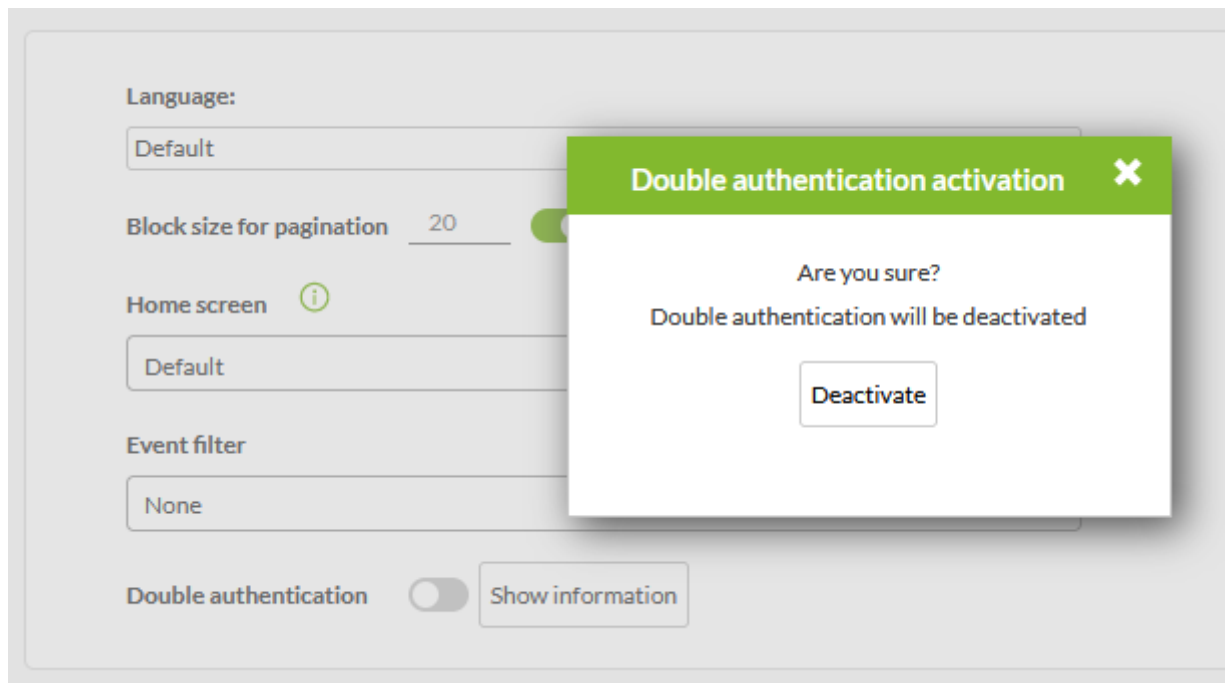 Language:
Default
Block size for pagination 20
Home screen
Default
Event filter
None
Double authentication Show information
Double authentication activation
Are you sure?
Double authentication will be deactivated
Deactivate